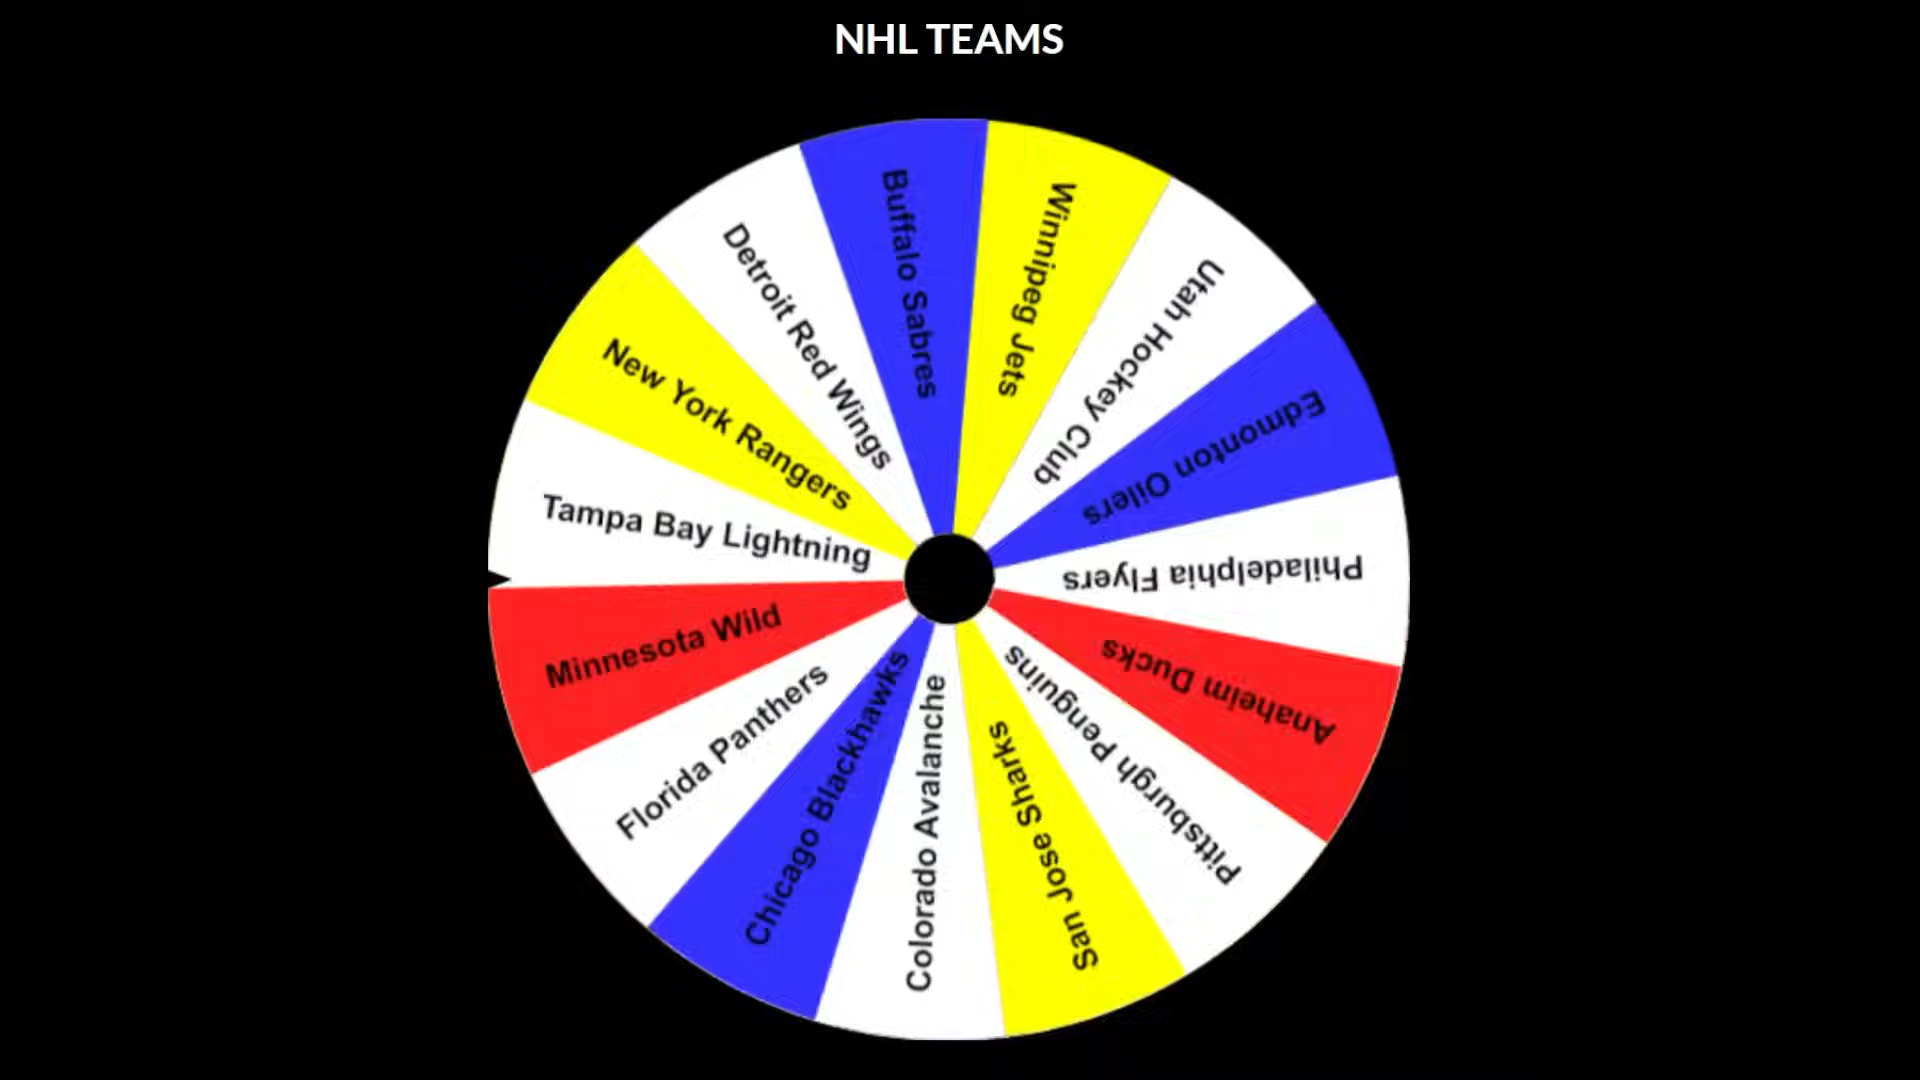 NHL TEAMS
Buffalo Sabres
Winnipeg Jets
Utah Hockey Club
Edmonton Oilers
Philadelphia Flyers
Anaheim Ducks
Pittsburgh Penguins
San Jose Sharks
Colorado Avalanche
Chicago Blackhawks
Florida Panthers
Minnesota Wild
Tampa Bay Lightning
New York Rangers
Detroit Red Wings